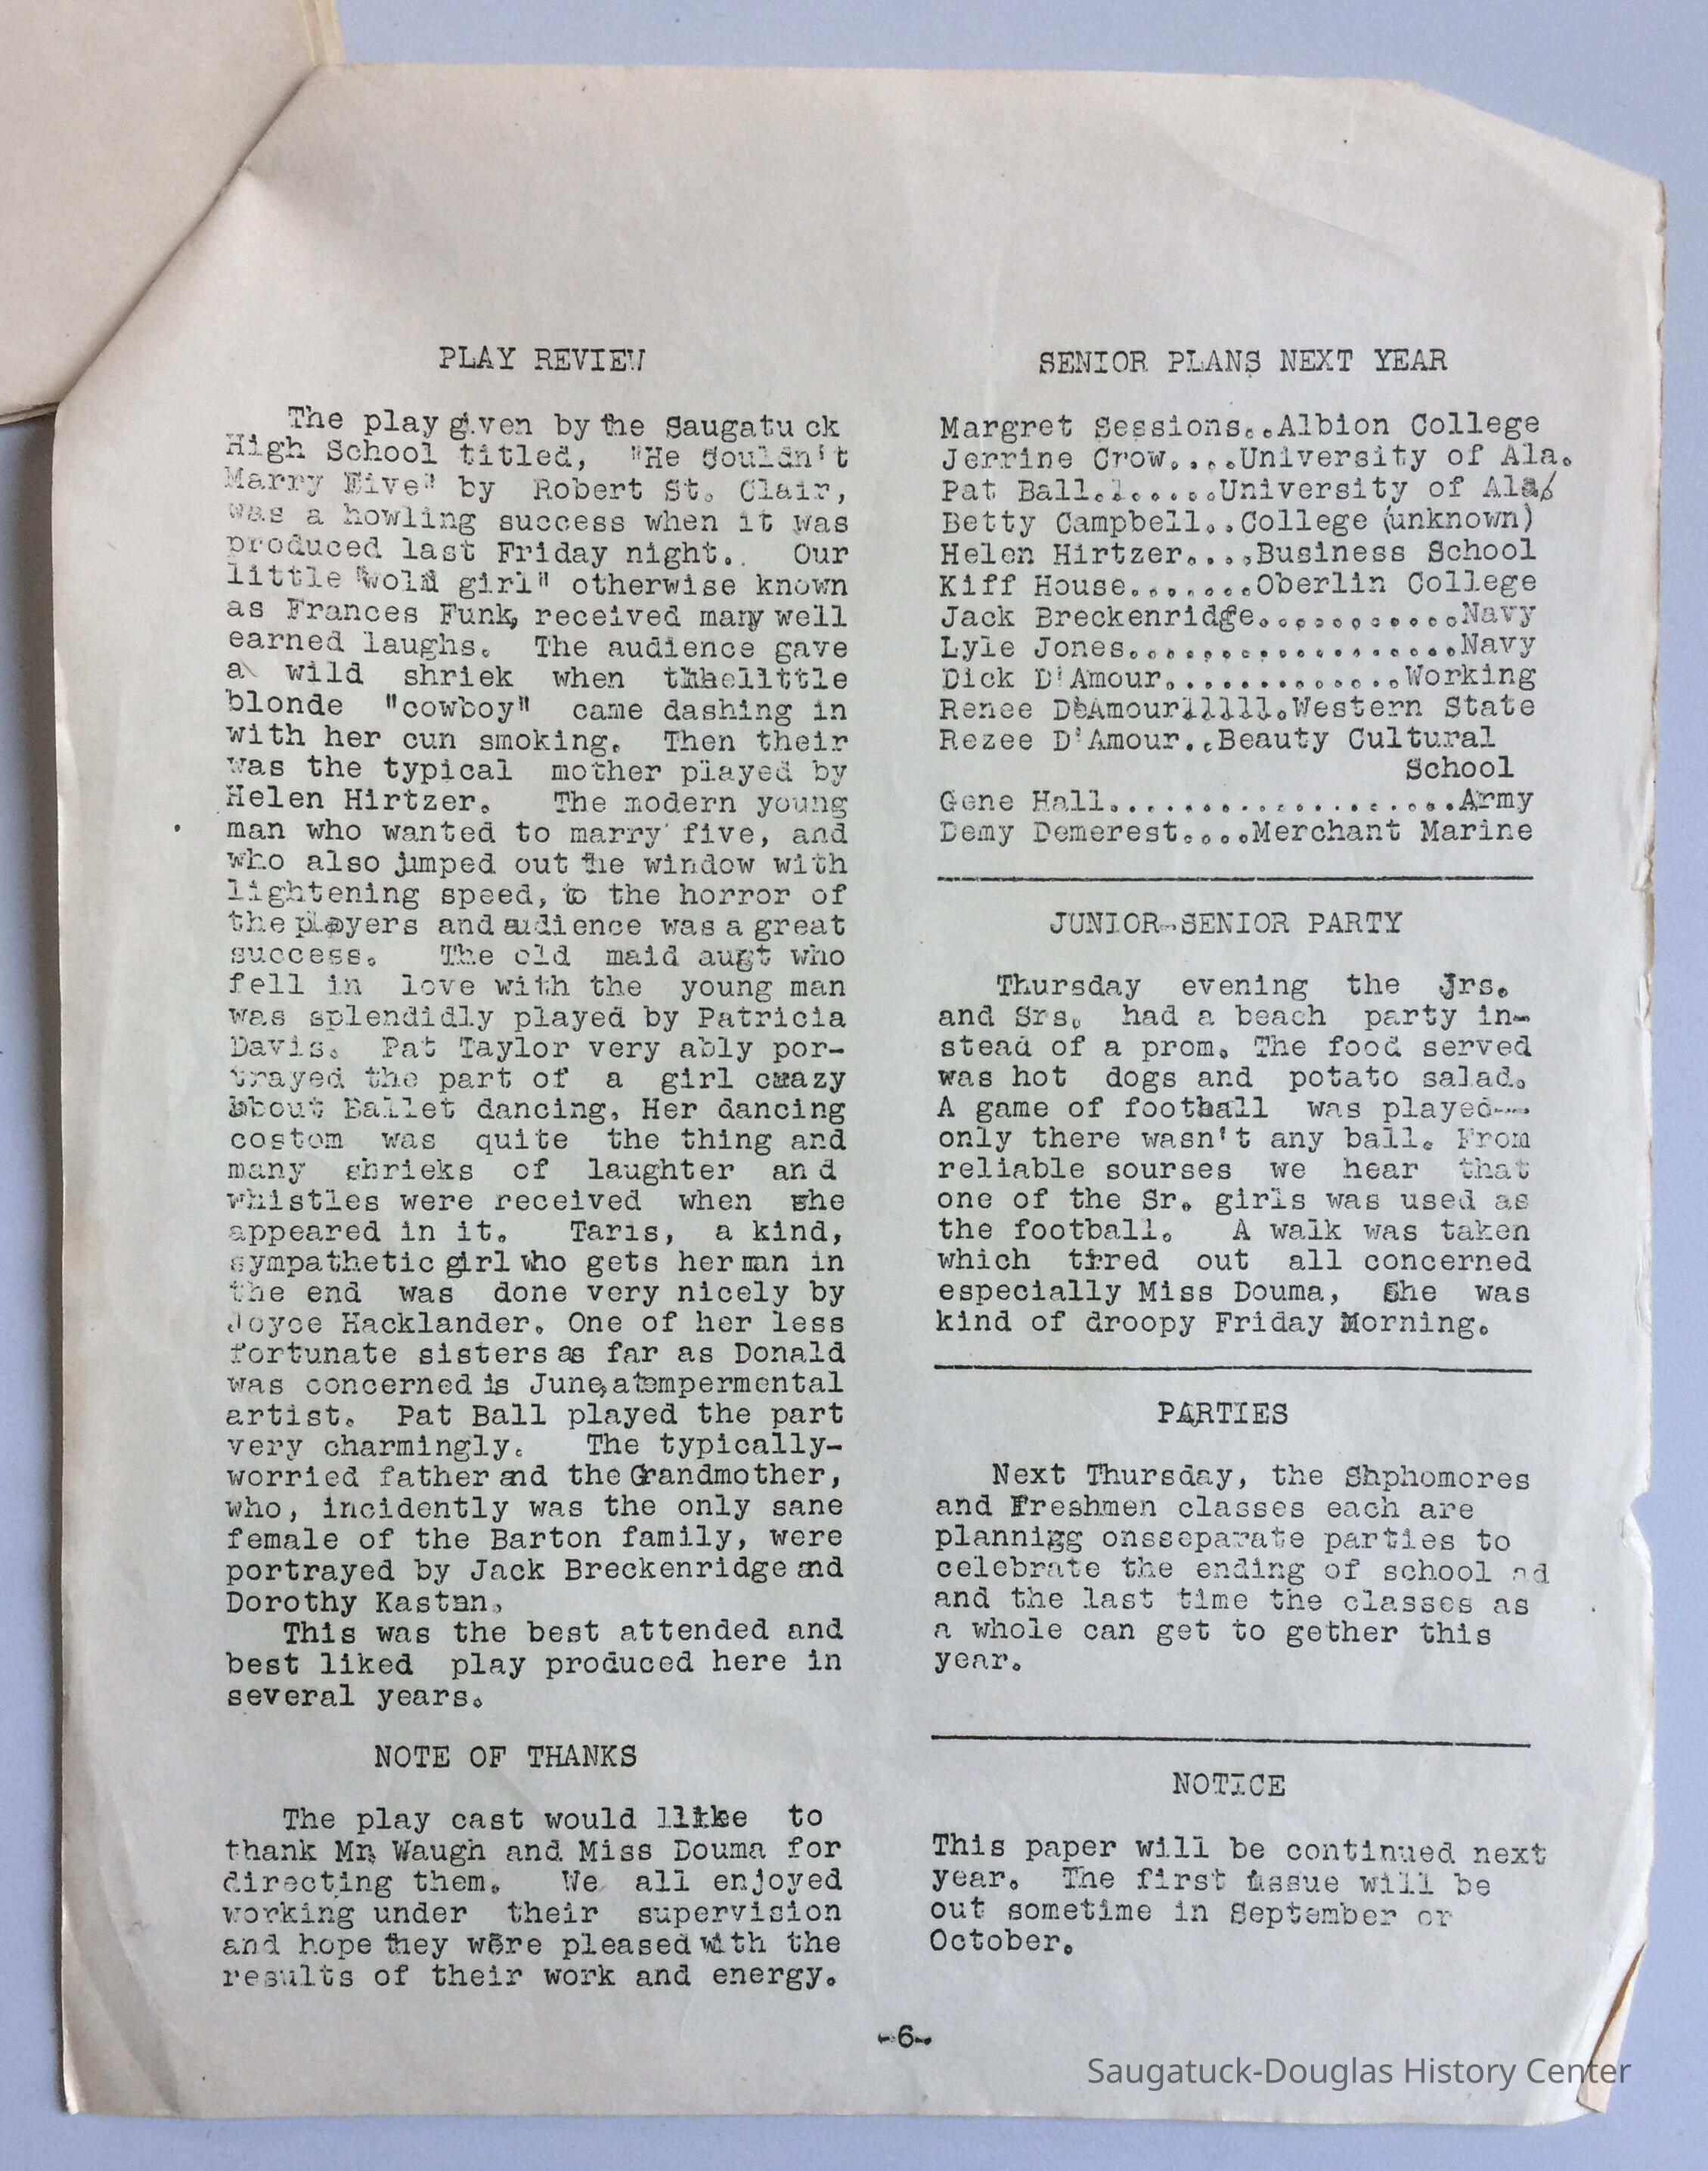 PLAY REVIEW
The play given by the Saugatu ck
High School titled, "He Couldn't
Marry Five" by Robert St. Clair,
was a howling success when it was
produced last Friday night.. Our
little "wolf girl" otherwise known
as Frances Funk, received many well
earned laughs. The audience gave
a wild shriek when the little
blonde "cowboy" came dashing in
with her cun smoking. Then their
was the typical mother played by
Helen Hirtzer. The modern young
man who wanted to marry five, and
who also jumped out the window with
lightening speed, to the horror of
the players and audience was a great
success. The old maid aunt who
fell in love with the young man
was splendidly played by Patricia
Davis. Pat Taylor very ably por-
trayed the part of a girl crazy
about Ballet dancing. Her dancing
costom was quite the thing and
many shrieks of laughter an d
whistles were received when she
appeared in it. Taris, a kind,
sympathetic girl who gets her man in
the end was done very nicely by
Joyce Hacklander. One of her less
fortunate sisters as far as Donald
was concerned is June, a tempermental
artist. Pat Ball played the part
very charmingly. The typically-
worried father and the Grandmother,
who, incidently was the only sane
female of the Barton family, were
portrayed by Jack Breckenridge and
Dorothy Kastan.
This was the best attended and
best liked play produced here in
several years.
NOTE OF THANKS
The play cast would like to
thank Mr. Waugh and Miss Douma for
directing them. We all enjoyed
working under their supervision
and hope they were pleased with the
results of their work and energy.
SENIOR PLANS NEXT YEAR
Margret Sessions..Albion College
Jerrine Crow....University of Ala.
Pat Ball.l.....University of Ala.
Betty Campbell..College (unknown)
Helen Hirtzer....Business School
Kiff House.......Oberlin College
Jack Breckenridge...........Navy
Lyle Jones..................Navy
Dick D'Amour.............Working
Renee D'Amourlllll.Western State
Rezee D'Amour..Beauty Cultural
School
Gene Hall...................Army
Demy Demerest....Merchant Marine
JUNIOR-SENIOR PARTY
Thursday evening the Jrs.
and Srs. had a beach party in-
stead of a prom. The food served
was hot dogs and potato salad.
A game of football was played--
only there wasn't any ball. From
reliable sourses we hear that
one of the Sr. girls was used as
the football. A walk was taken
which tired out all concerned
especially Miss Douma, She was
kind of droopy Friday Morning.
PARTIES
Next Thursday, the Shphomores
and Freshmen classes each are
plannigg onsseparate parties to
celebrate the ending of school ad
and the last time the classes as
a whole can get to gether this
year.
NOTICE
This paper will be continued next
year. The first issue will be
out sometime in September or
October.
-6-
Saugatuck-Douglas History Center